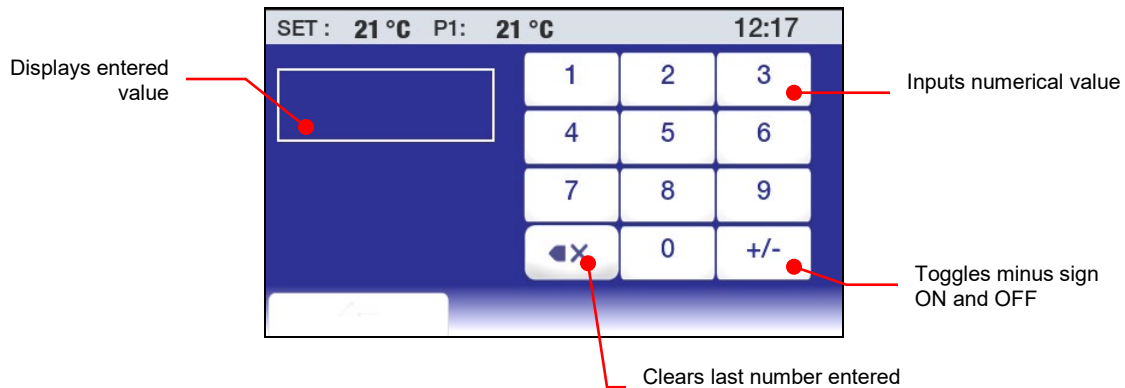 SET : 21 °C P1: 21 °C 12:17
Displays entered
value
1 2 3
Inputs numerical value
4 5 6
7 8 9
0 +/-
Toggles minus sign
ON and OFF
Clears last number entered